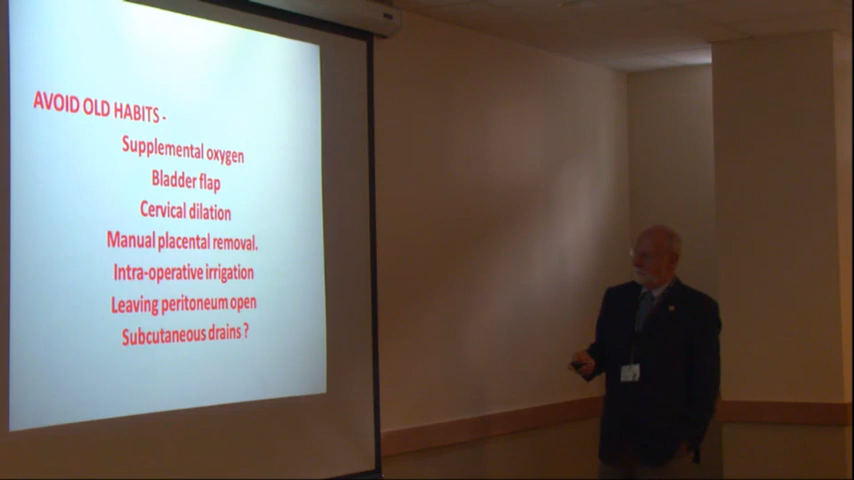 AVOID OLD HABITS -
Supplemental oxygen
Bladder flap
Cervical dilation
Manual placental removal.
Intra-operative irrigation
Leaving peritoneum open
Subcutaneous drains ?